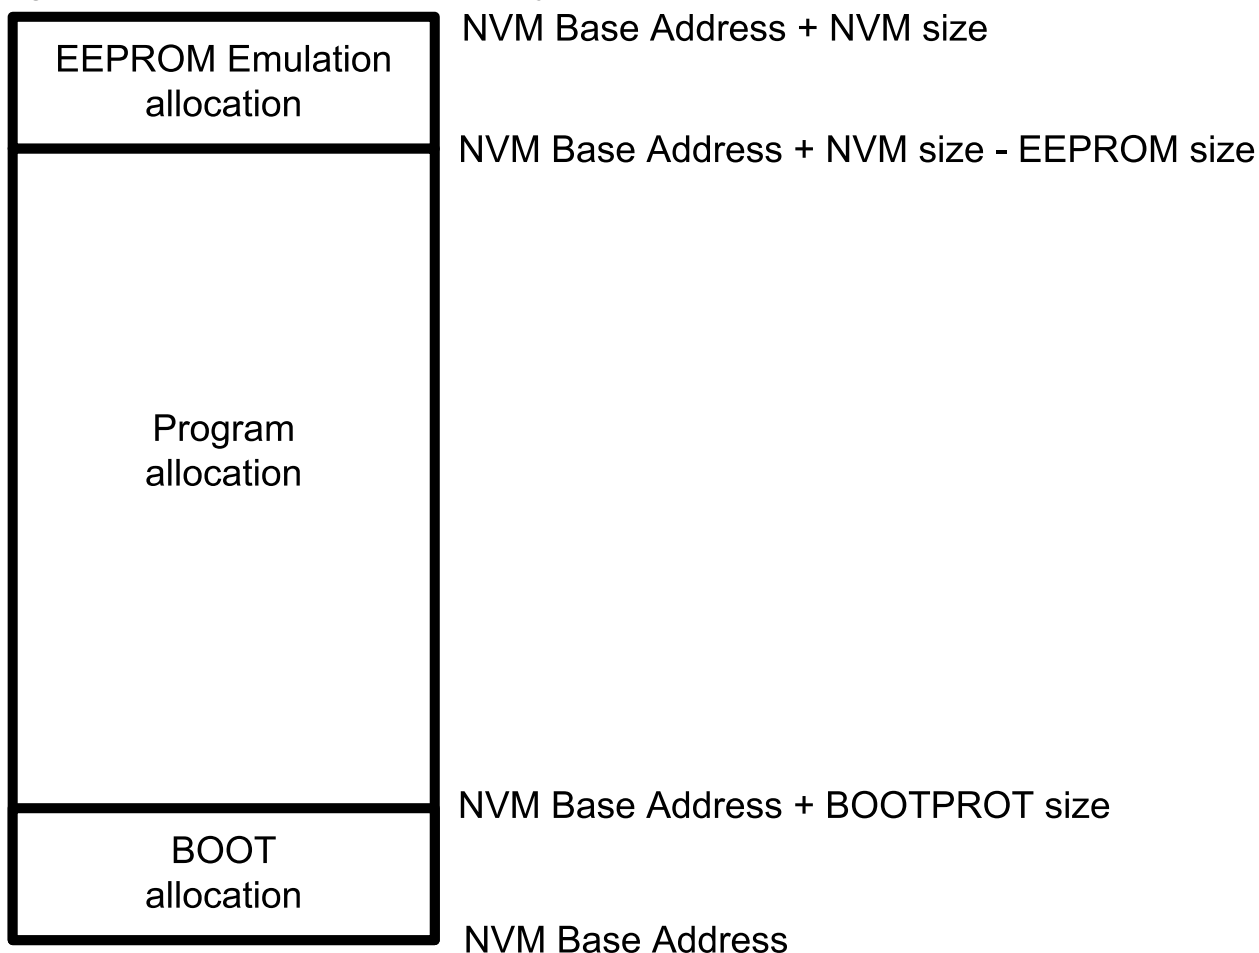 NVM Base Address + NVM size
EEPROM Emulation
allocation
NVM Base Address + NVM size - EEPROM size
Program
allocation
NVM Base Address + BOOTPROT size
BOOT
allocation
NVM Base Address